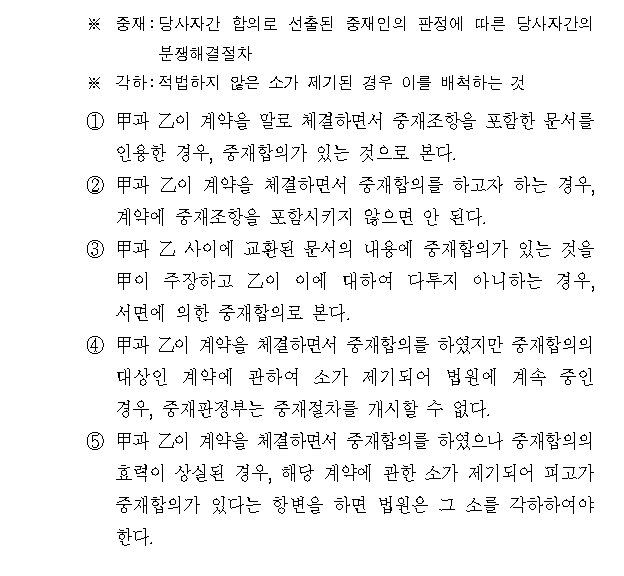 ※ 중재:당사자간 합의로 선출된 중재인의 판정에 따른 당사자간의
분쟁해결절차
※ 각하:적법하지 않은 소가 제기된 경우 이를 배척하는 것
① 甲과 乙이 계약을 말로 체결하면서 중재조항을 포함한 문서를
인용한 경우, 중재합의가 있는 것으로 본다.
② 甲과 乙이 계약을 체결하면서 중재합의를 하고자 하는 경우,
계약에 중재조항을 포함시키지 않으면 안 된다.
③ 甲과 乙 사이에 교환된 문서의 내용에 중재합의가 있는 것을
甲이 주장하고 乙이 이에 대하여 다투지 아니하는 경우,
서면에 의한 중재합의로 본다.
④ 甲과 乙이 계약을 체결하면서 중재합의를 하였지만 중재합의의
대상인 계약에 관하여 소가 제기되어 법원에 계속 중인
경우, 중재판정부는 중재절차를 개시할 수 없다.
⑤ 甲과 乙이 계약을 체결하면서 중재합의를 하였으나 중재합의의
효력이 상실된 경우, 해당 계약에 관한 소가 제기되어 피고가
중재합의가 있다는 항변을 하면 법원은 그 소를 각하하여야
한다.